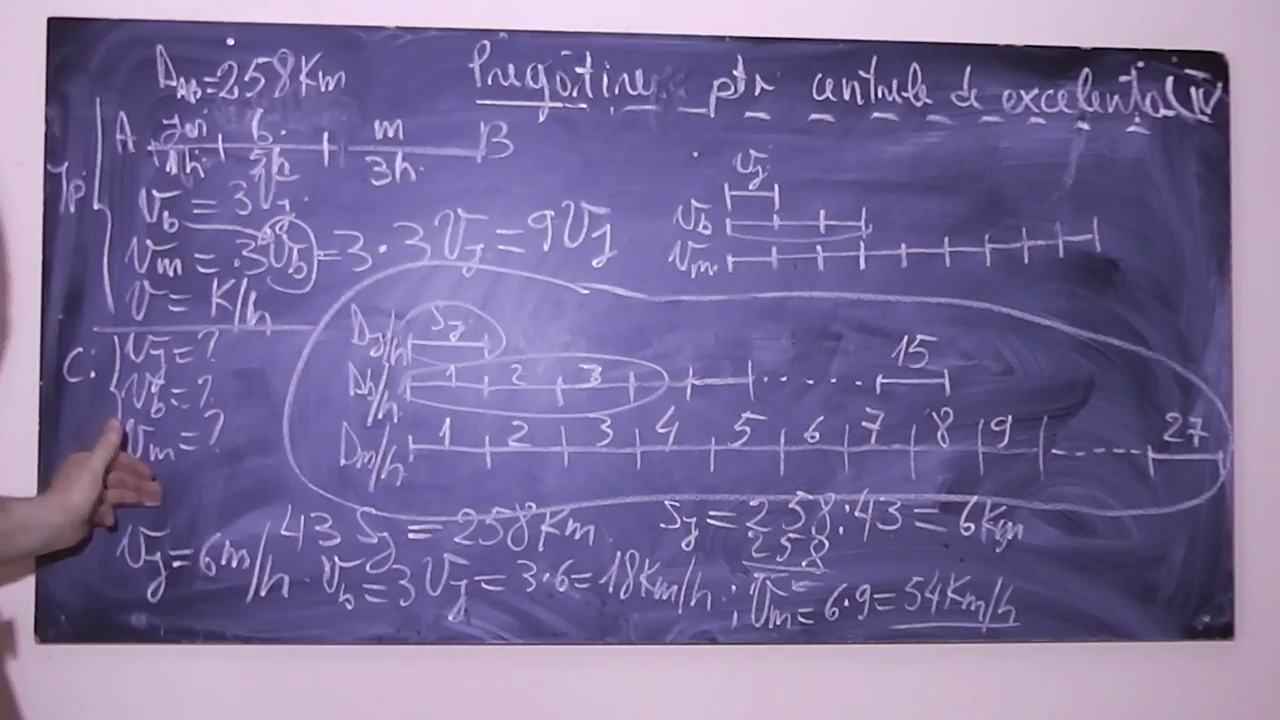 D_AB=258Km
Pregătire ptr centrele de excelență IV
A joi 6. m B
1h 5h 3h.
Ip.
V_b = 3V_j
V_m = .3V_b = 3·3V_j = 9V_j
V = K/h
V_j
V_b
V_m
C:
V_j = ?
V_b = ?
V_m = ?
D_j/h S_j
D_b/h 1 2 3 ...... 15
D_m/h 1 2 3 4 5 6 7 8 9 ...... 27
43 S_j = 258Km S_j = 258:43 = 6Km
258
V_j = 6m/h V_b = 3V_j = 3·6 = 18Km/h ; V_m = 6·9 = 54Km/h